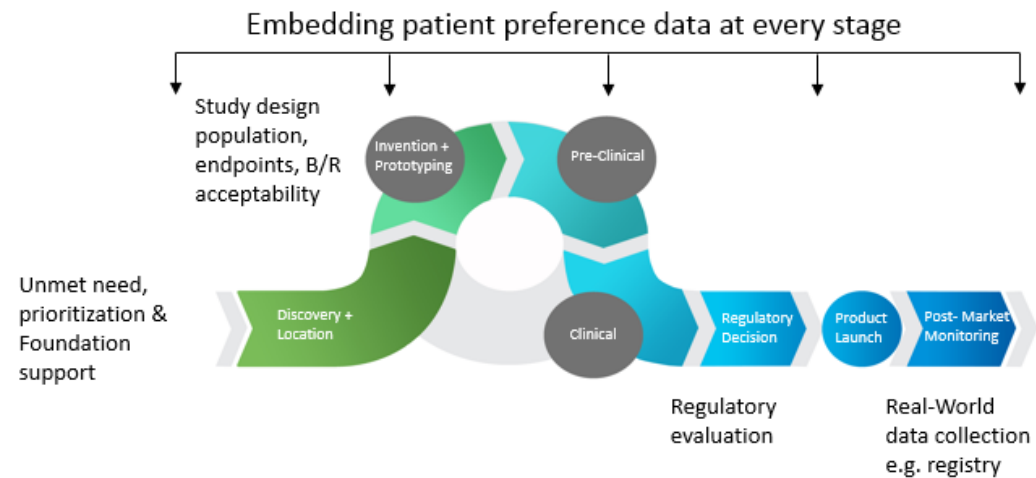 Embedding patient preference data at every stage
Study design
population,
endpoints, B/R
acceptability
Invention +
Prototyping
Pre-Clinical
Unmet need,
prioritization &
Foundation
support
Discovery +
Location
Clinical
Regulatory
Decision
Product
Launch
Post- Market
Monitoring
Regulatory
evaluation
Real-World
data collection
e.g. registry